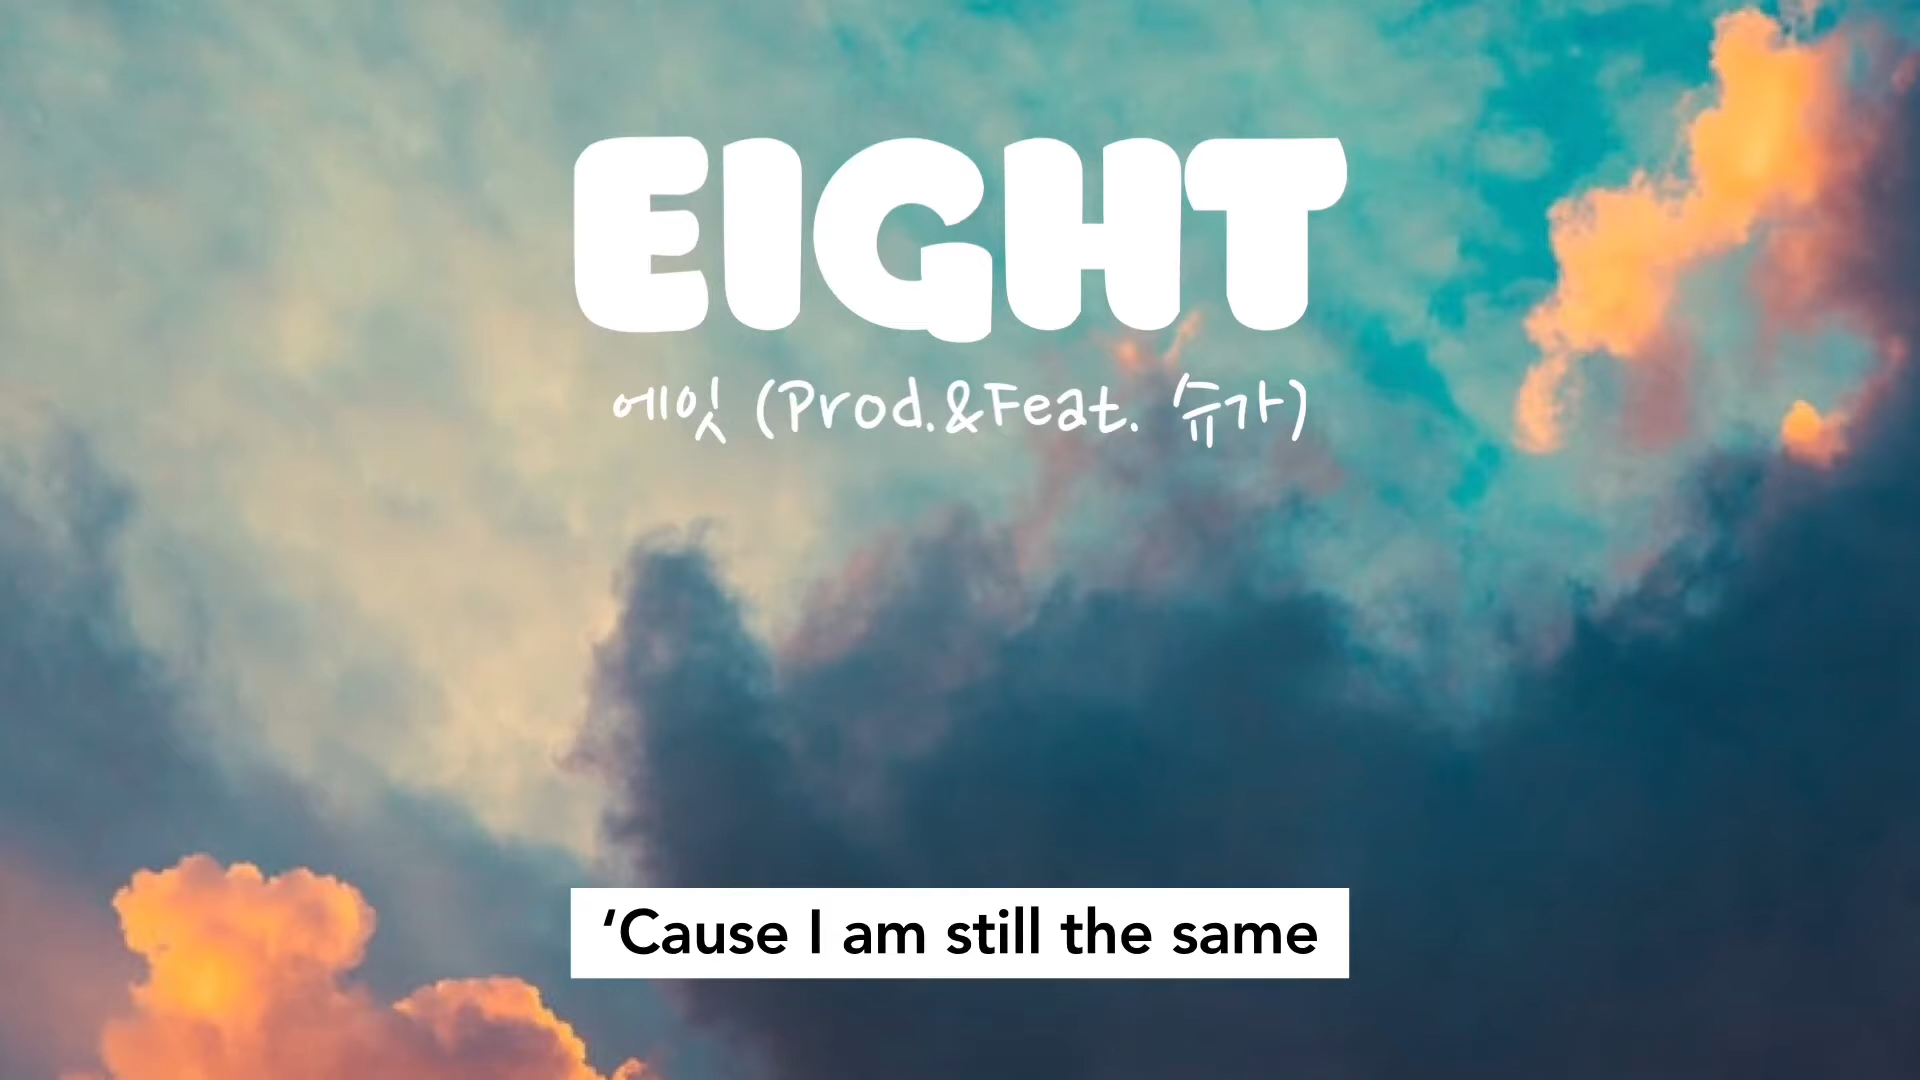 EIGHT
에잇 (Prod.&Feat. 슈가)
‘Cause I am still the same